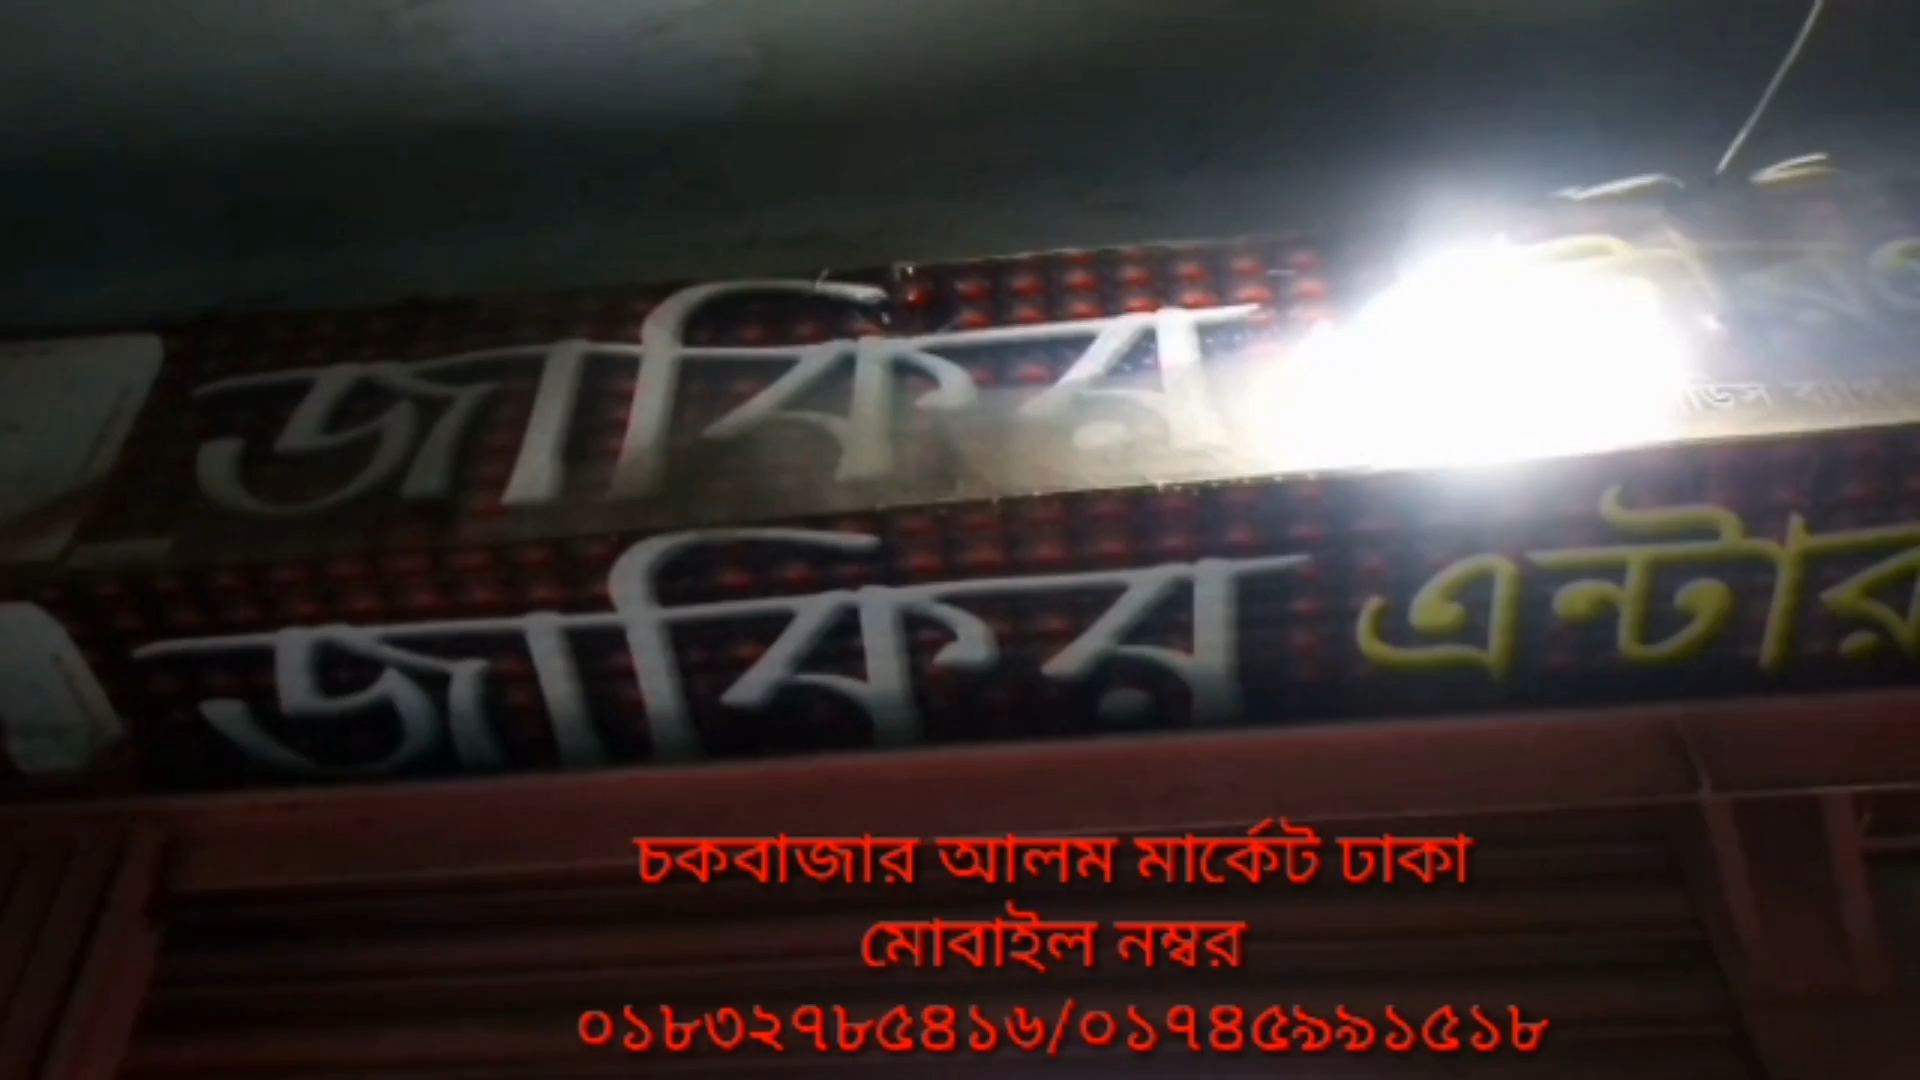 জাকির
জাকির এন্টার
চকবাজার আলম মার্কেট ঢাকা
মোবাইল নম্বর
০১৮৩২৭৮৫৪১৬/০১৭৪৫৯৯১৫১৮